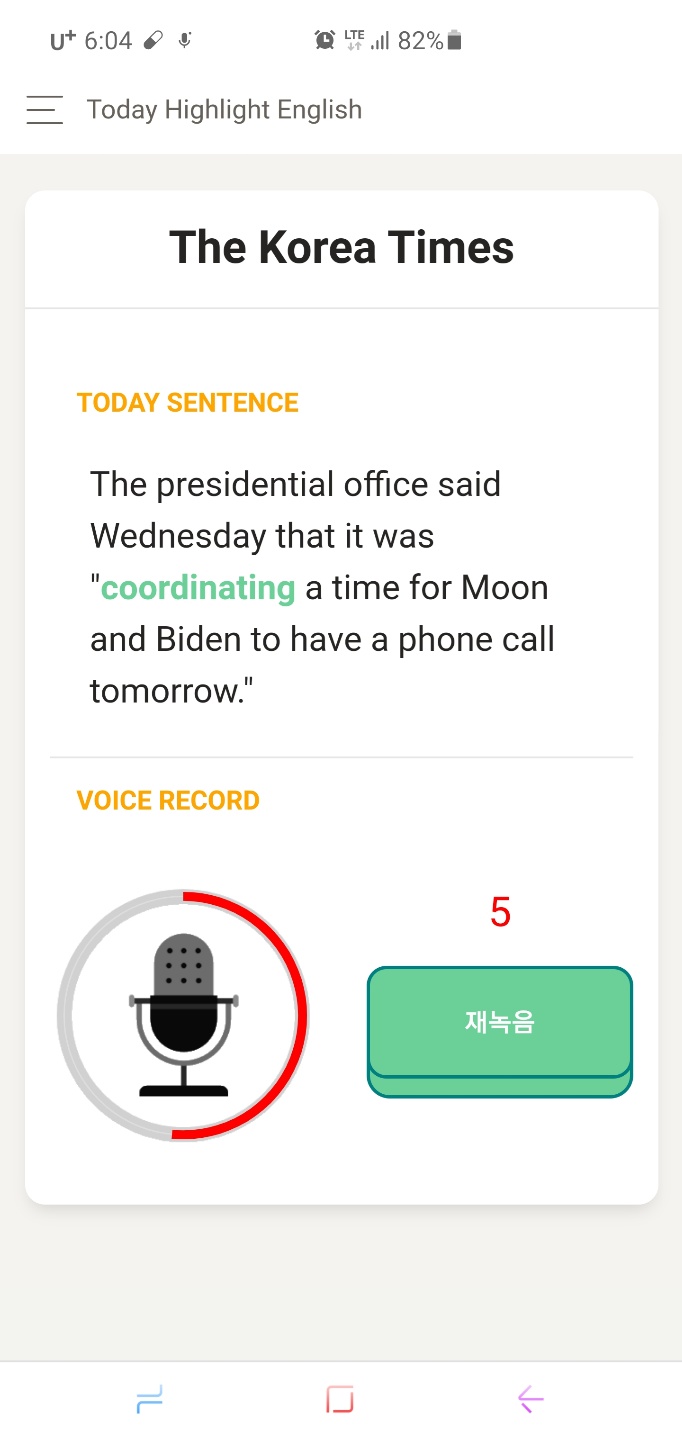 U+ 6:04 LTE 82%
Today Highlight English
The Korea Times
TODAY SENTENCE
The presidential office said
Wednesday that it was
"coordinating a time for Moon
and Biden to have a phone call
tomorrow."
VOICE RECORD
5
재녹음